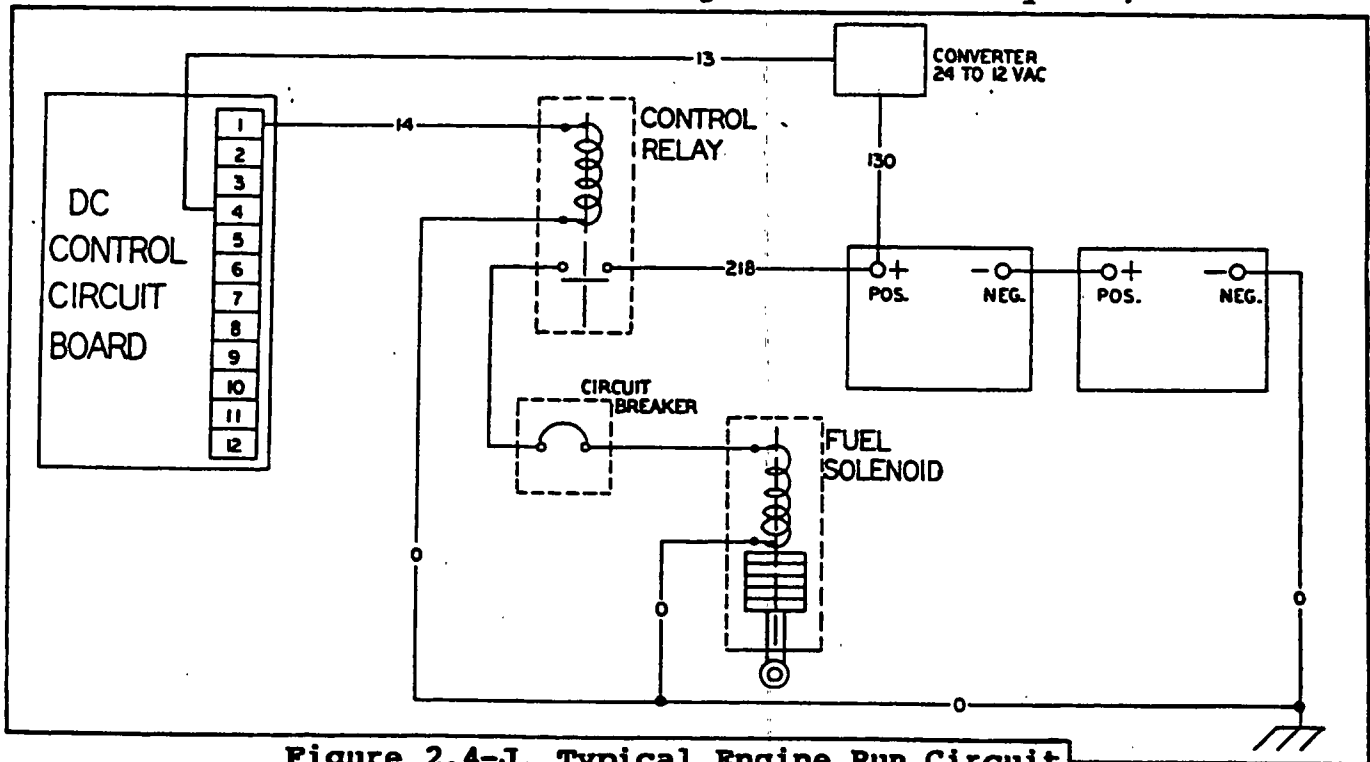 13
CONVERTER
24 TO 12 VAC
14
CONTROL
RELAY
130
DC
CONTROL
CIRCUIT
BOARD
1
2
3
4
5
6
7
8
9
10
11
12
218
+
-
POS.
NEG.
+
-
POS.
NEG.
CIRCUIT
BREAKER
FUEL
SOLENOID
0
0
0
0
Figure 2.4-J. Typical Engine Run Circuit